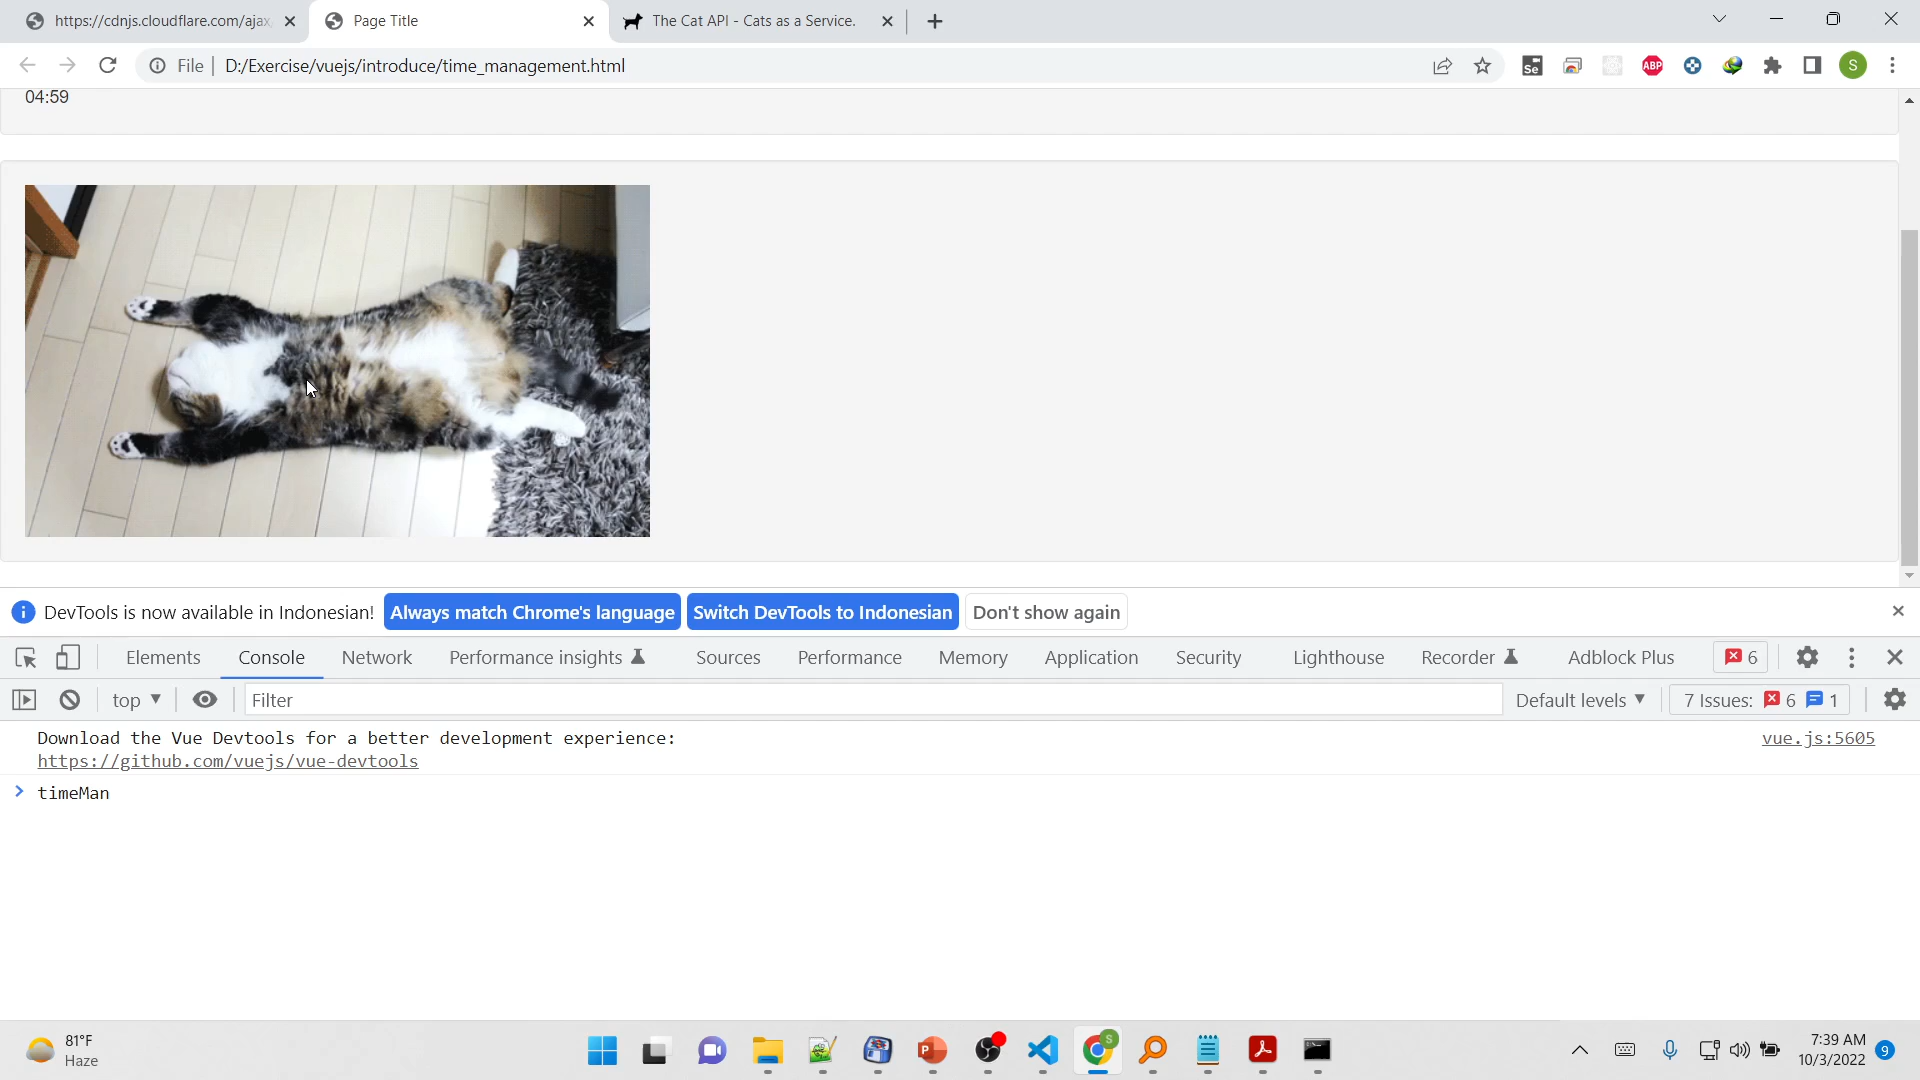 https://cdnjs.cloudflare.com/ajax
Page Title
The Cat API - Cats as a Service.
File
D:/Exercise/vuejs/introduce/time_management.html
Se
ABP
S
04:59
DevTools is now available in Indonesian!
Always match Chrome's language
Switch DevTools to Indonesian
Don't show again
Elements
Console
Network
Performance insights
Sources
Performance
Memory
Application
Security
Lighthouse
Recorder
Adblock Plus
6
top
Filter
Default levels
7 Issues:
6
1
Download the Vue Devtools for a better development experience:
vue.js:5605
https://github.com/vuejs/vue-devtools
timeMan
81°F
Haze
S
7:39 AM
10/3/2022
9